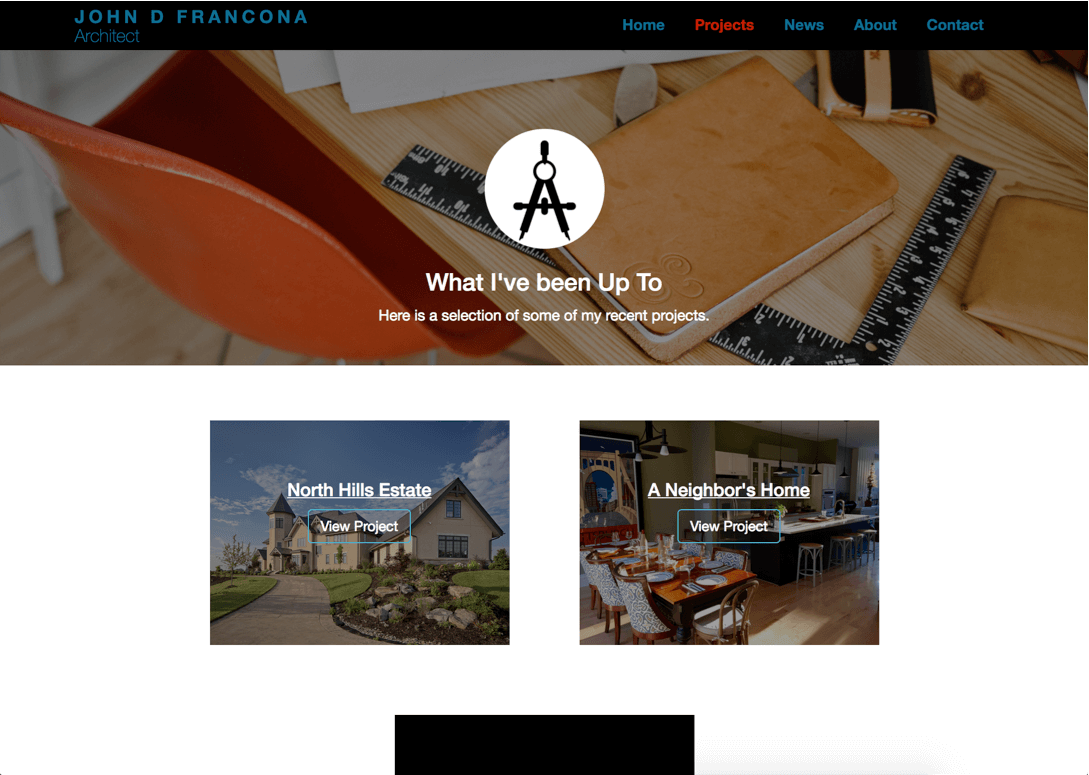 JOHN D FRANCONA
Architect
Home Projects News About Contact
What I've been Up To
Here is a selection of some of my recent projects.
North Hills Estate
View Project
A Neighbor's Home
View Project